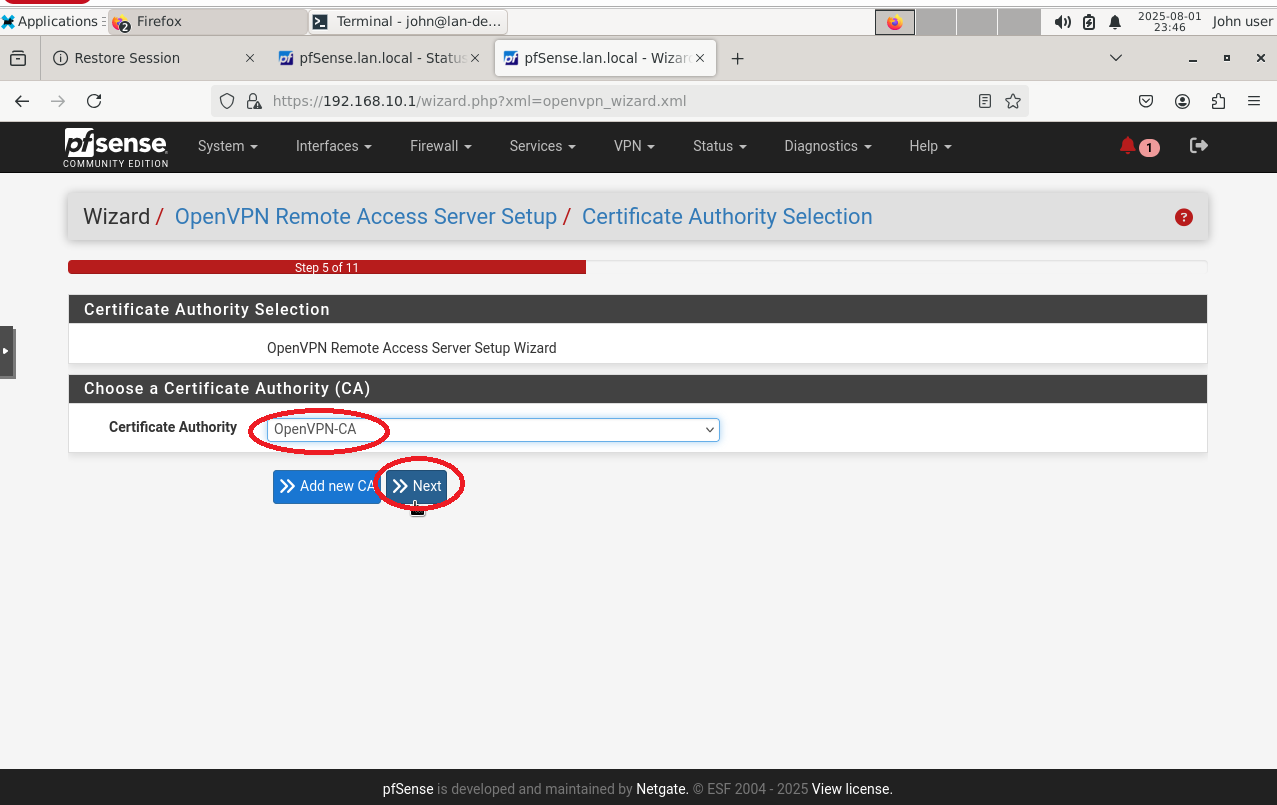 Applications
2 Firefox
Terminal - john@lan-de...
2025-08-01
23:46
John user
Restore Session
pfSense.lan.local - Status
pfSense.lan.local - Wizar
https://192.168.10.1/wizard.php?xml=openvpn_wizard.xml
pfsense
COMMUNITY EDITION
System
Interfaces
Firewall
Services
VPN
Status
Diagnostics
Help
1
Wizard / OpenVPN Remote Access Server Setup / Certificate Authority Selection
?
Step 5 of 11
Certificate Authority Selection
OpenVPN Remote Access Server Setup Wizard
Choose a Certificate Authority (CA)
Certificate Authority
OpenVPN-CA
Add new CA
Next
pfSense is developed and maintained by Netgate. © ESF 2004 - 2025 View license.